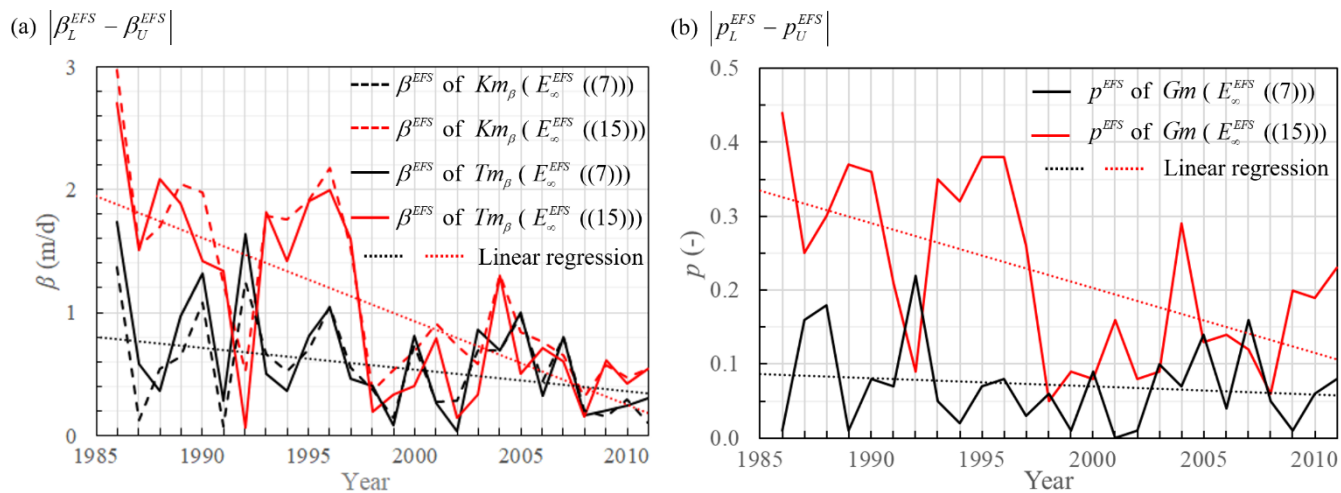 (a) |β_L^{EFS} − β_U^{EFS}|
3
2
1
0
β (m/d)
β^{EFS} of Km_β ( E_∞^{EFS} ((7)))
β^{EFS} of Km_β ( E_∞^{EFS} ((15)))
β^{EFS} of Tm_β ( E_∞^{EFS} ((7)))
β^{EFS} of Tm_β ( E_∞^{EFS} ((15)))
Linear regression
1985 1990 1995 2000 2005 2010
Year
(b) |p_L^{EFS} − p_U^{EFS}|
0.5
0.4
0.3
0.2
0.1
0.0
p (-)
p^{EFS} of Gm ( E_∞^{EFS} ((7)))
p^{EFS} of Gm ( E_∞^{EFS} ((15)))
Linear regression
1985 1990 1995 2000 2005 2010
Year